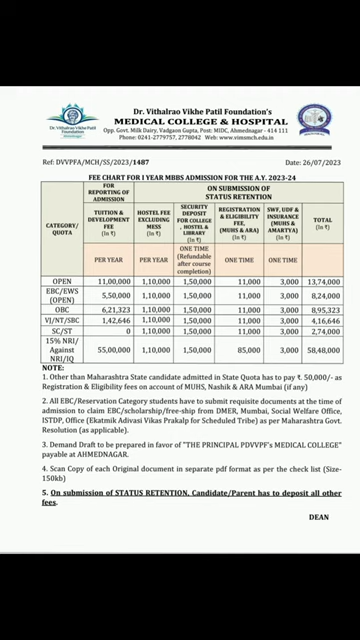 Dr. Vithalrao Vikhe Patil Foundation's
MEDICAL COLLEGE & HOSPITAL
Opp. Govt. Milk Dairy, Vadgaon Gupta, Post: MIDC, Ahmednagar - 414 111
Phone: 0241-2779757, 2778042 Web: www.vimsmch.edu.in
Dr. Vithalrao Vikhe Patil
Foundation
Ahmednagar
Ref: DVVPFA/MCH/SS/2023/1487 Date: 26/07/2023
FEE CHART FOR I YEAR MBBS ADMISSION FOR THE A.Y. 2023-24
CATEGORY/ QUOTA
FOR REPORTING OF ADMISSION
ON SUBMISSION OF STATUS RETENTION
TUITION & DEVELOPMENT FEE (In ₹)
HOSTEL FEE EXCLUDING MESS (In ₹)
SECURITY DEPOSIT FOR COLLEGE, HOSTEL & LIBRARY (In ₹)
REGISTRATION & ELIGIBILITY FEE, (MUHS & ARA) (In ₹)
SWF, UDF & INSURANCE (MUHS & AMARTYA) (In ₹)
TOTAL (In ₹)
PER YEAR
PER YEAR
ONE TIME (Refundable after course completion)
ONE TIME
ONE TIME
OPEN 11,00,000 1,10,000 1,50,000 11,000 3,000 13,74,000
EBC/EWS (OPEN) 5,50,000 1,10,000 1,50,000 11,000 3,000 8,24,000
OBC 6,21,323 1,10,000 1,50,000 11,000 3,000 8,95,323
VJ/NT/SBC 1,42,646 1,10,000 1,50,000 11,000 3,000 4,16,646
SC/ST 0 1,10,000 1,50,000 11,000 3,000 2,74,000
15% NRI/ Against NRI/IQ 55,00,000 1,10,000 1,50,000 85,000 3,000 58,48,000
NOTE:
1. Other than Maharashtra State candidate admitted in State Quota has to pay ₹. 50,000/- as
Registration & Eligibility fees on account of MUHS, Nashik & ARA Mumbai (if any)
2. All EBC/Reservation Category students have to submit requisite documents at the time of
admission to claim EBC/scholarship/free-ship from DMER, Mumbai, Social Welfare Office,
ISTDP, Office (Ekatmik Adivasi Vikas Prakalp for Scheduled Tribe) as per Maharashtra Govt.
Resolution (as applicable).
3. Demand Draft to be prepared in favor of "THE PRINCIPAL PDVVPF's MEDICAL COLLEGE"
payable at AHMEDNAGAR.
4. Scan Copy of each Original document in separate pdf format as per the check list (Size-
150kb)
5. On submission of STATUS RETENTION, Candidate/Parent has to deposit all other
fees.
DEAN